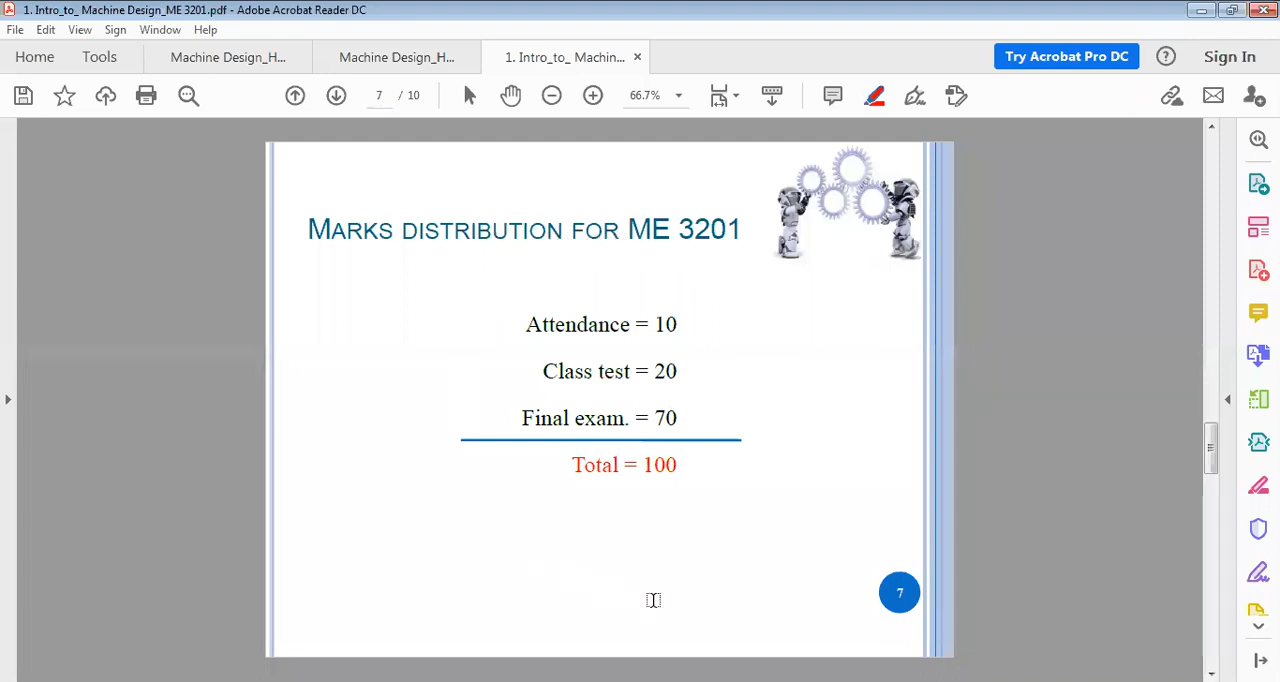 1. Intro_to_ Machine Design_ME 3201.pdf - Adobe Acrobat Reader DC
File Edit View Sign Window Help
Home Tools Machine Design_H... Machine Design_H... 1. Intro_to_ Machin... × Try Acrobat Pro DC ? Sign In
7 / 10 66.7%
MARKS DISTRIBUTION FOR ME 3201
Attendance = 10
Class test = 20
Final exam. = 70
Total = 100
7